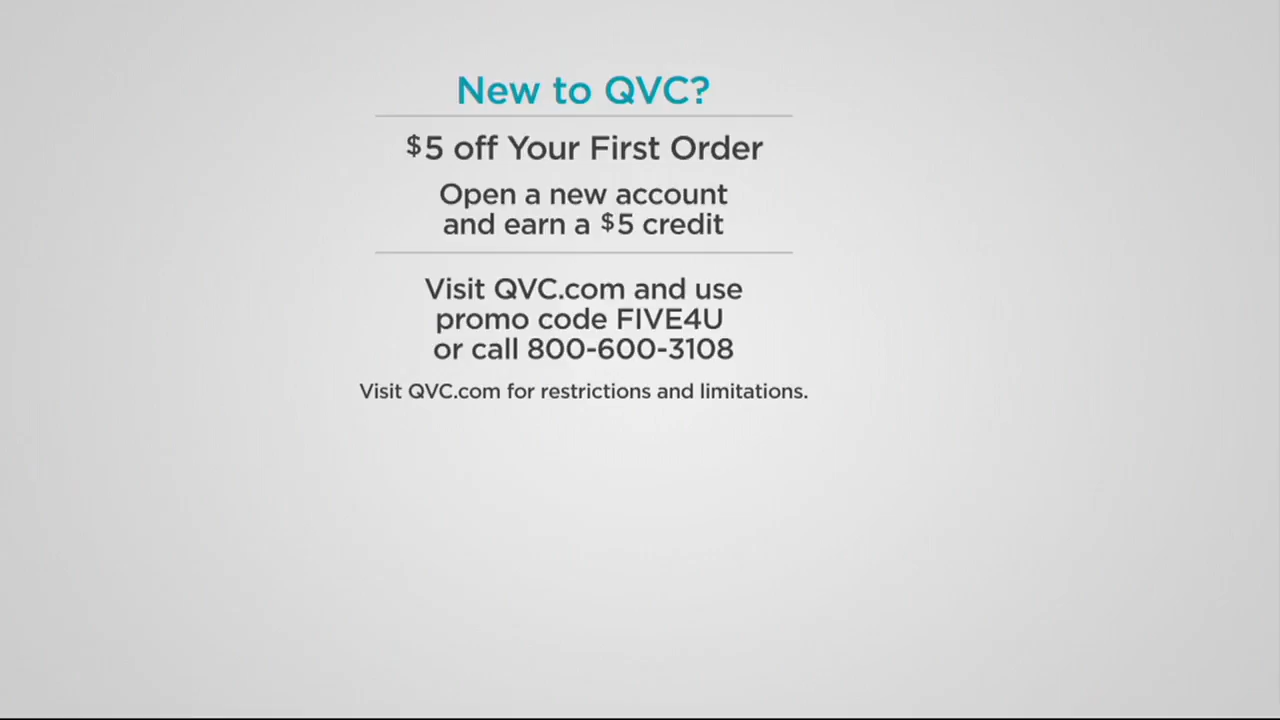 New to QVC?
$5 off Your First Order
Open a new account
and earn a $5 credit
Visit QVC.com and use
promo code FIVE4U
or call 800-600-3108
Visit QVC.com for restrictions and limitations.